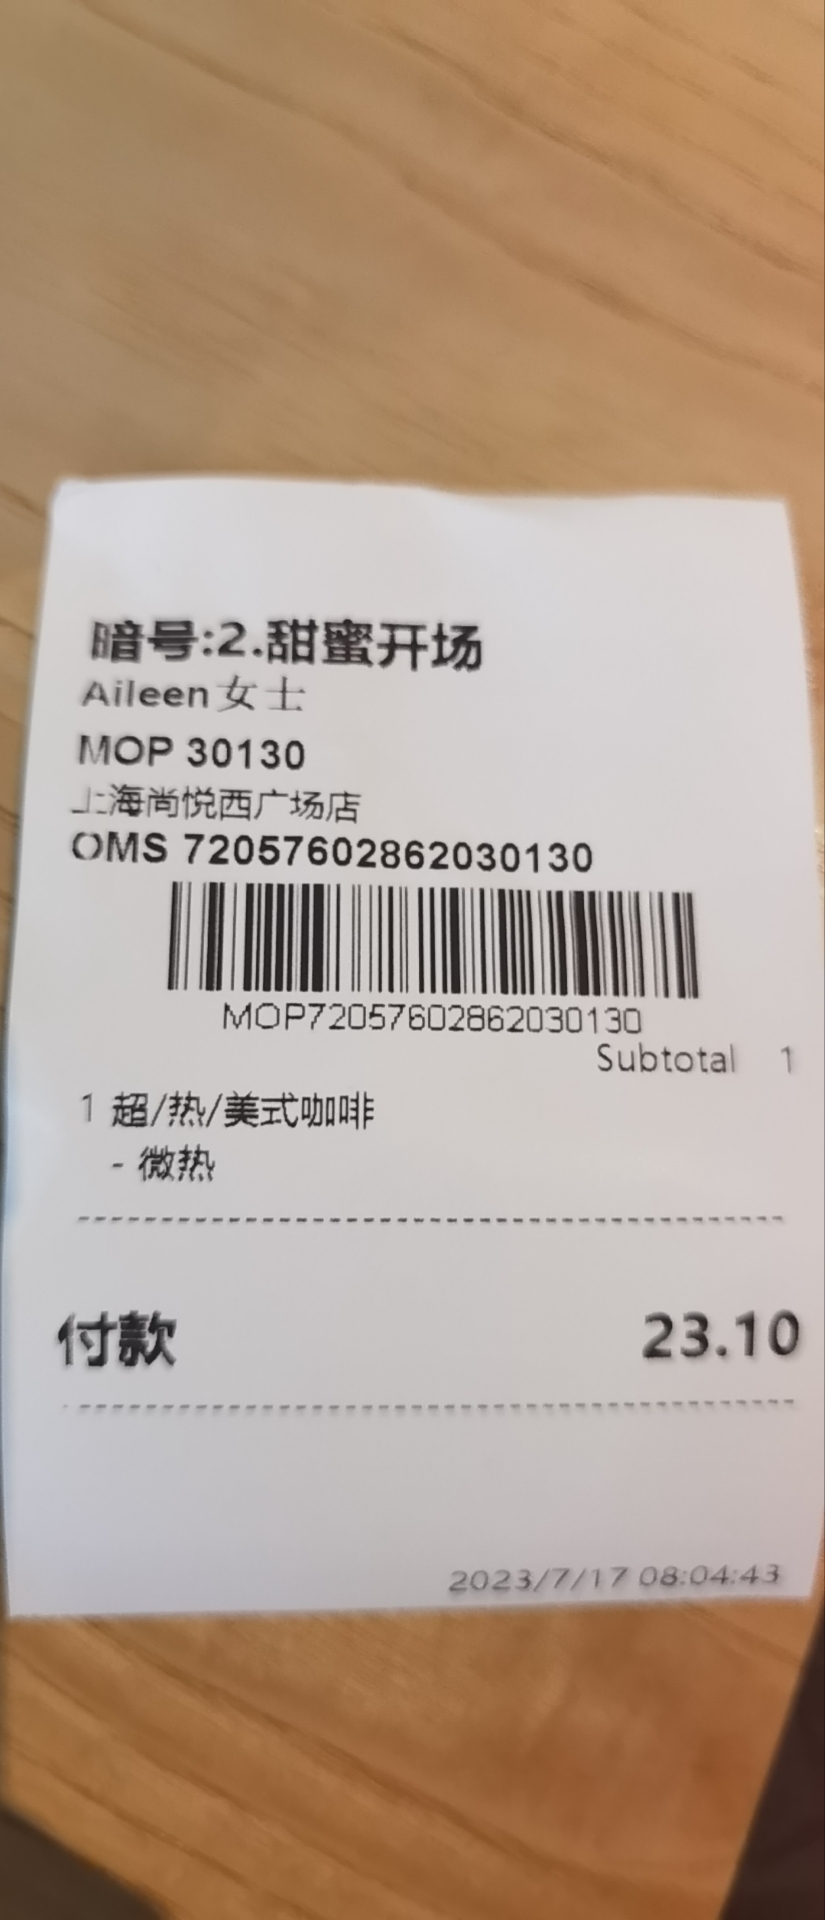 暗号:2.甜蜜开场
Aileen女士
MOP 30130
上海尚悦西广场店
OMS 72057602862030130
MOP72057602862030130
Subtotal 1
1 超/热/美式咖啡
- 微热
付款 23.10
2023/7/17 08:04:43